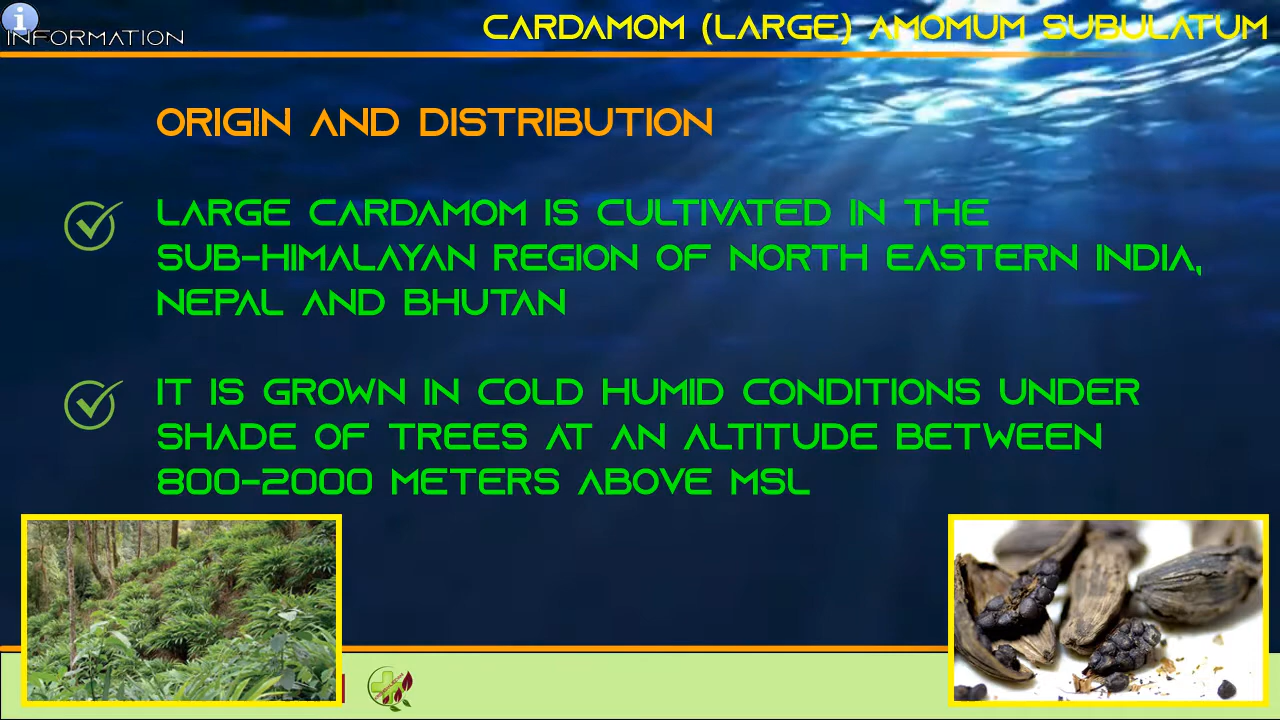 INFORMATION
CARDAMOM (LARGE) AMOMUM SUBULATUM
ORIGIN AND DISTRIBUTION
LARGE CARDAMOM IS CULTIVATED IN THE
SUB-HIMALAYAN REGION OF NORTH EASTERN INDIA,
NEPAL AND BHUTAN
IT IS GROWN IN COLD HUMID CONDITIONS UNDER
SHADE OF TREES AT AN ALTITUDE BETWEEN
800-2000 METERS ABOVE MSL